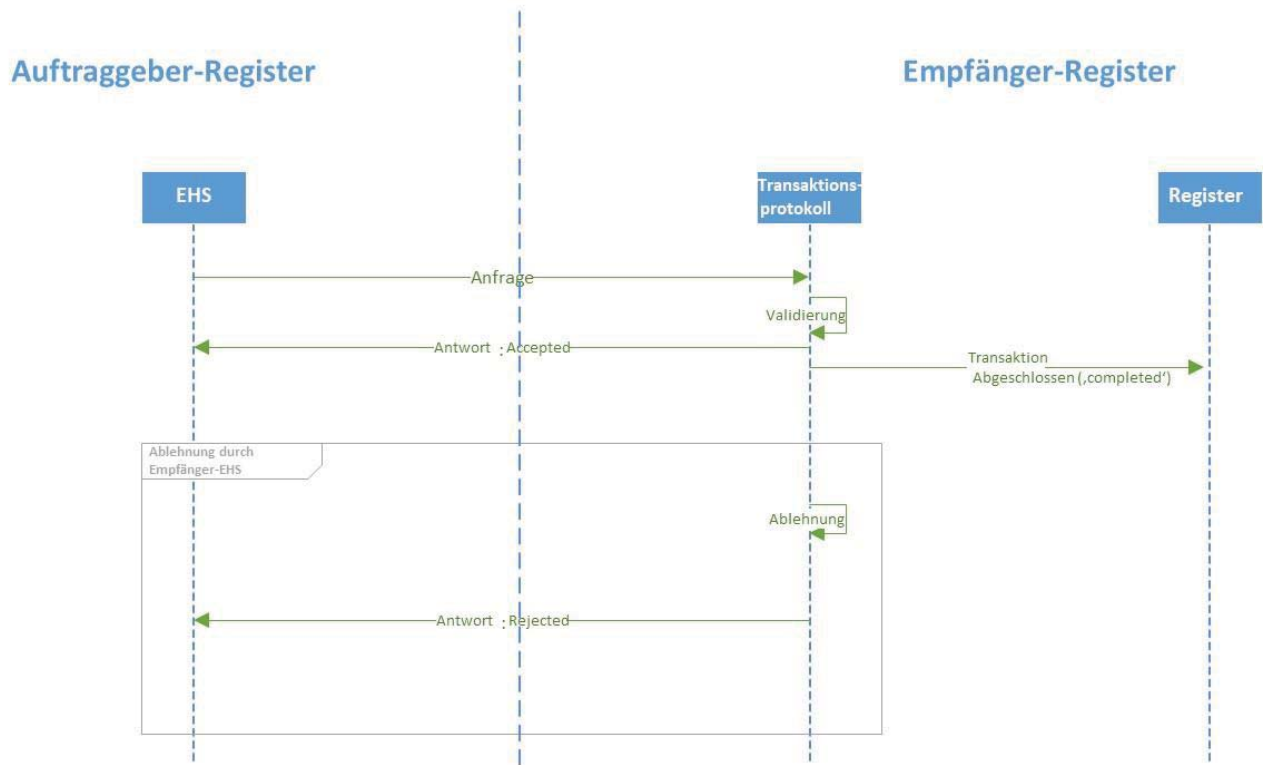 Auftraggeber-Register
Empfänger-Register
EHS
Transaktions-
protokoll
Register
Anfrage
Validierung
Antwort : Accepted
Transaktion
Abgeschlossen (‚completed‘)
Ablehnung durch
Empfänger-EHS
Ablehnung
Antwort : Rejected